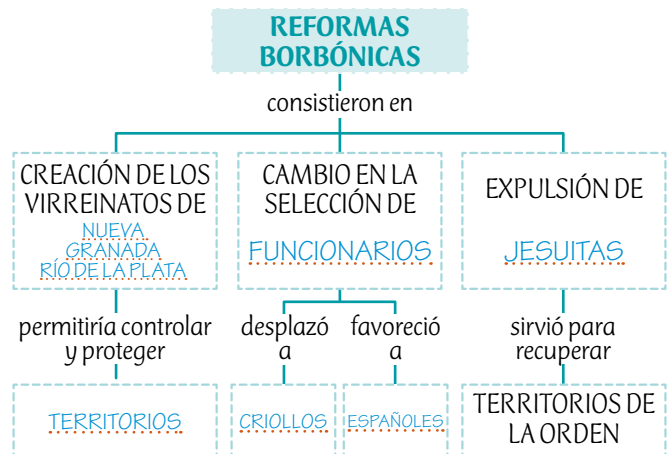 REFORMAS
BORBÓNICAS
consistieron en
CREACIÓN DE LOS
VIRREINATOS DE
NUEVA
GRANADA
RÍO DE LA PLATA
CAMBIO EN LA
SELECCIÓN DE
FUNCIONARIOS
EXPULSIÓN DE
JESUITAS
permitiría controlar
y proteger
desplazó
a
favoreció
a
sirvió para
recuperar
TERRITORIOS
CRIOLLOS
ESPAÑOLES
TERRITORIOS DE
LA ORDEN